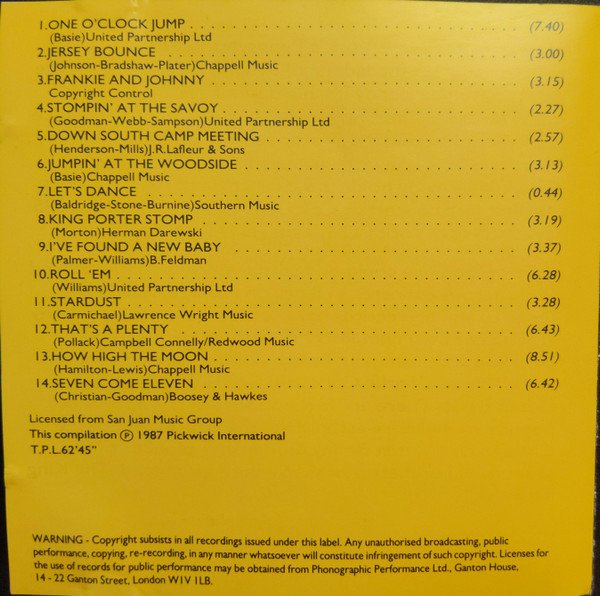 1.ONE O'CLOCK JUMP . . . . . . . . . . . . . . . . . . . . . . . . . . . (7.40)
(Basie)United Partnership Ltd
2.JERSEY BOUNCE . . . . . . . . . . . . . . . . . . . . . . . . . . . (3.00)
(Johnson-Bradshaw-Plater)Chappell Music
3.FRANKIE AND JOHNNY . . . . . . . . . . . . . . . . . . . . . . . . . (3.15)
Copyright Control
4.STOMPIN' AT THE SAVOY . . . . . . . . . . . . . . . . . . . . . . . . (2.27)
(Goodman-Webb-Sampson)United Partnership Ltd
5.DOWN SOUTH CAMP MEETING . . . . . . . . . . . . . . . . . . . . (2.57)
(Henderson-Mills)J.R.Lafleur & Sons
6.JUMPIN' AT THE WOODSIDE . . . . . . . . . . . . . . . . . . . . . . (3.13)
(Basie)Chappell Music
7.LET'S DANCE . . . . . . . . . . . . . . . . . . . . . . . . . . . . . (0.44)
(Baldridge-Stone-Burnine)Southern Music
8.KING PORTER STOMP . . . . . . . . . . . . . . . . . . . . . . . . . (3.19)
(Morton)Herman Darewski
9.I'VE FOUND A NEW BABY . . . . . . . . . . . . . . . . . . . . . . . (3.37)
(Palmer-Williams)B.Feldman
10.ROLL 'EM . . . . . . . . . . . . . . . . . . . . . . . . . . . . . . . (6.28)
(Williams)United Partnership Ltd
11.STARDUST . . . . . . . . . . . . . . . . . . . . . . . . . . . . . . (3.28)
(Carmichael)Lawrence Wright Music
12.THAT'S A PLENTY . . . . . . . . . . . . . . . . . . . . . . . . . . . (6.43)
(Pollack)Campbell Connelly/Redwood Music
13.HOW HIGH THE MOON . . . . . . . . . . . . . . . . . . . . . . . . (8.51)
(Hamilton-Lewis)Chappell Music
14.SEVEN COME ELEVEN . . . . . . . . . . . . . . . . . . . . . . . . . (6.42)
(Christian-Goodman)Boosey & Hawkes
Licensed from San Juan Music Group
This compilation Ⓟ 1987 Pickwick International
T.P.L.62'45"
WARNING - Copyright subsists in all recordings issued under this label. Any unauthorised broadcasting, public
performance, copying, re-recording, in any manner whatsoever will constitute infringement of such copyright. Licenses for
the use of records for public performance may be obtained from Phonographic Performance Ltd., Ganton House,
14 - 22 Ganton Street, London W1V 1LB.